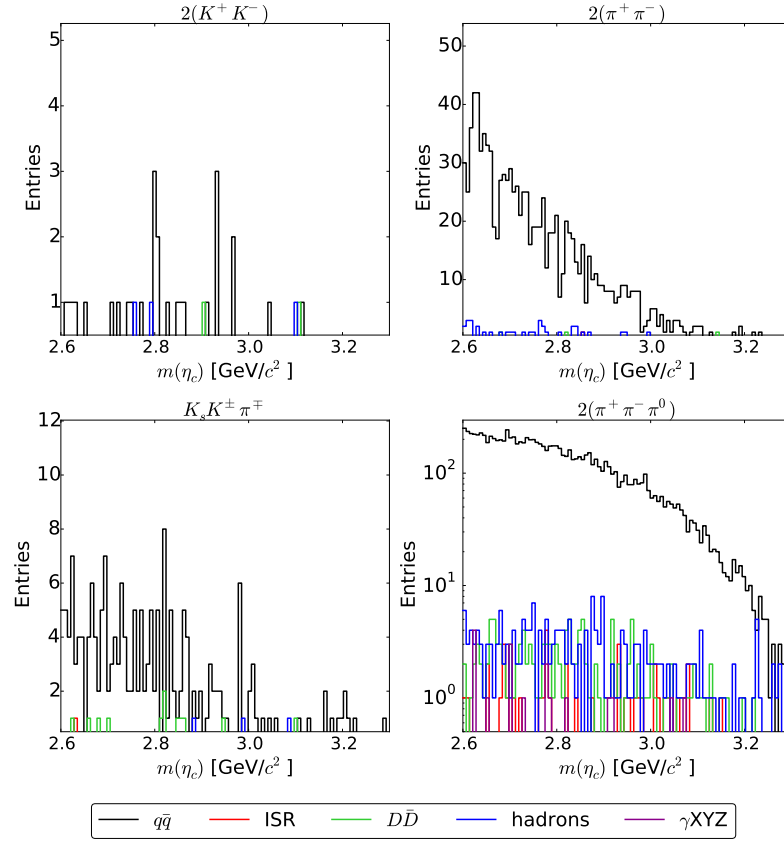 2(K⁺K⁻)
5
4
3
2
1
Entries
2.6 2.8 3.0 3.2
m(η_c) [GeV/c²]
2(π⁺π⁻)
50
40
30
20
10
Entries
2.6 2.8 3.0 3.2
m(η_c) [GeV/c²]
K_sK^±π^∓
12
10
8
6
4
2
Entries
2.6 2.8 3.0 3.2
m(η_c) [GeV/c²]
2(π⁺π⁻π⁰)
10²
10¹
10⁰
Entries
2.6 2.8 3.0 3.2
m(η_c) [GeV/c²]
qq̄ ISR DD̄ hadrons γXYZ